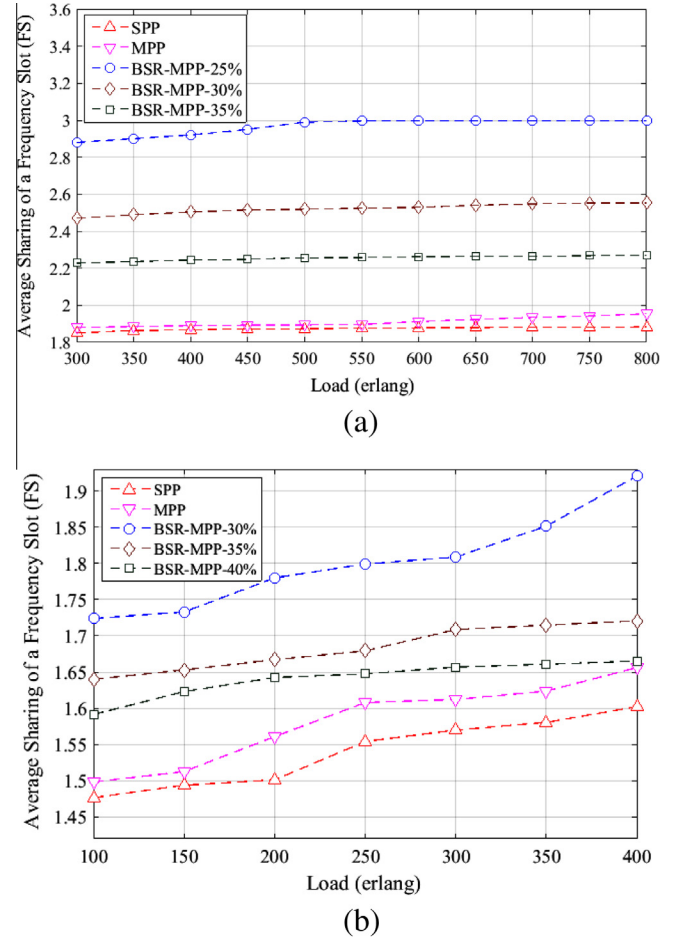 Average Sharing of a Frequency Slot (FS)
3.6
3.4
3.2
3
2.8
2.6
2.4
2.2
2
1.8
SPP
MPP
BSR-MPP-25%
BSR-MPP-30%
BSR-MPP-35%
300 350 400 450 500 550 600 650 700 750 800
Load (erlang)
(a)
Average Sharing of a Frequency Slot (FS)
1.9
1.85
1.8
1.75
1.7
1.65
1.6
1.55
1.5
1.45
SPP
MPP
BSR-MPP-30%
BSR-MPP-35%
BSR-MPP-40%
100 150 200 250 300 350 400
Load (erlang)
(b)